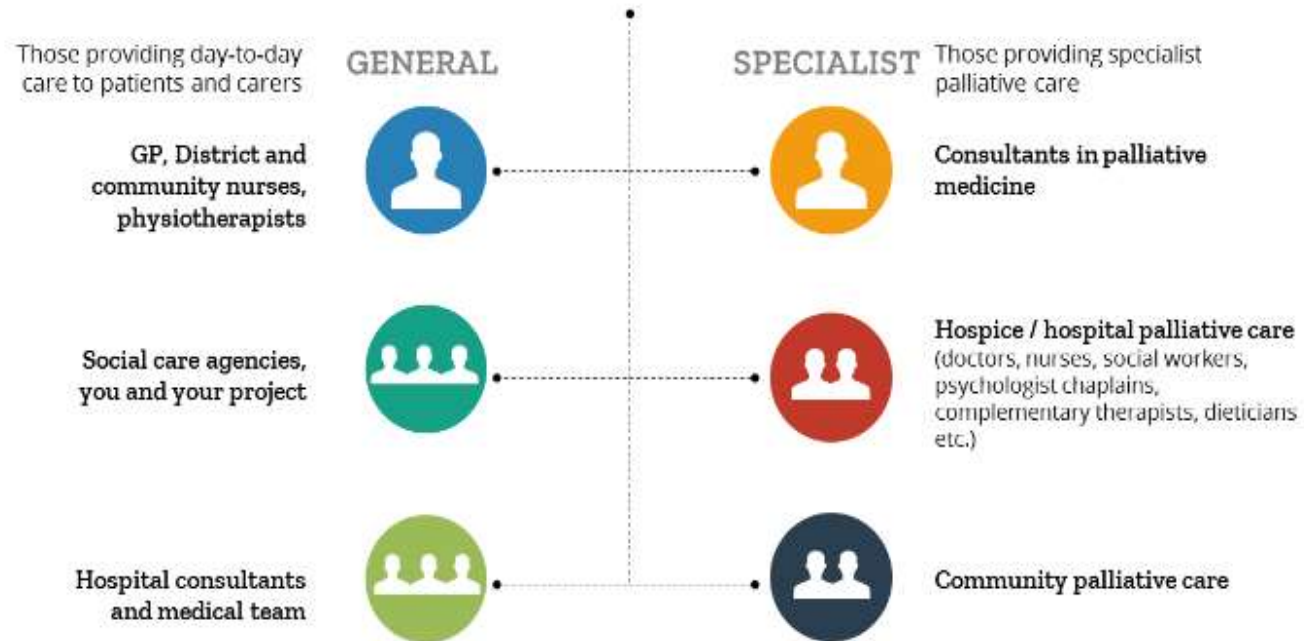 Those providing day-to-day
care to patients and carers
GENERAL
SPECIALIST
Those providing specialist
palliative care
GP, District and
community nurses,
physiotherapists
Consultants in palliative
medicine
Social care agencies,
you and your project
Hospice / hospital palliative care
(doctors, nurses, social workers,
psychologist chaplains,
complementary therapists, dieticians
etc.)
Hospital consultants
and medical team
Community palliative care